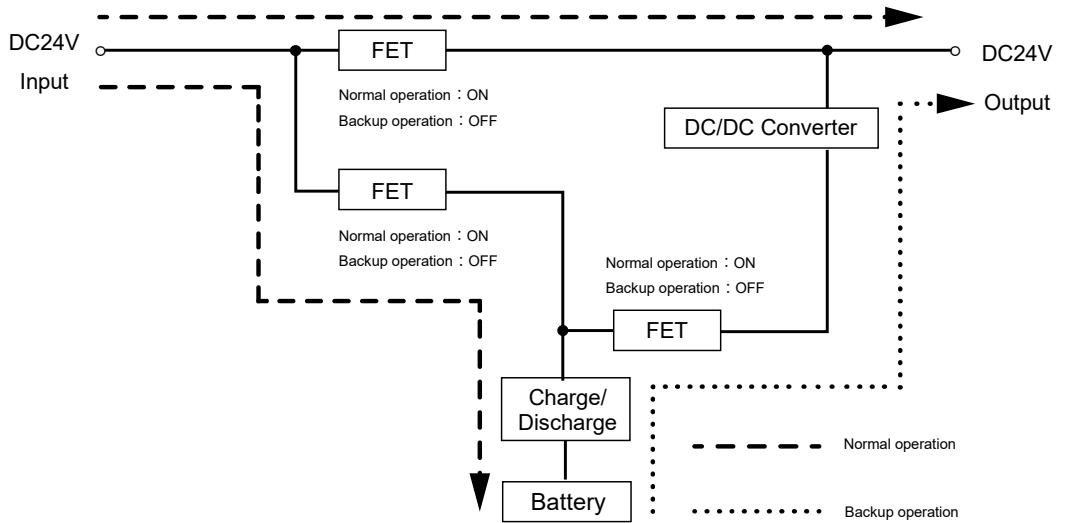 DC24V
Input
FET
Normal operation：ON
Backup operation：OFF
DC24V
Output
DC/DC Converter
FET
Normal operation：ON
Backup operation：OFF
Normal operation：ON
Backup operation：OFF
FET
Charge/
Discharge
Battery
Normal operation
Backup operation